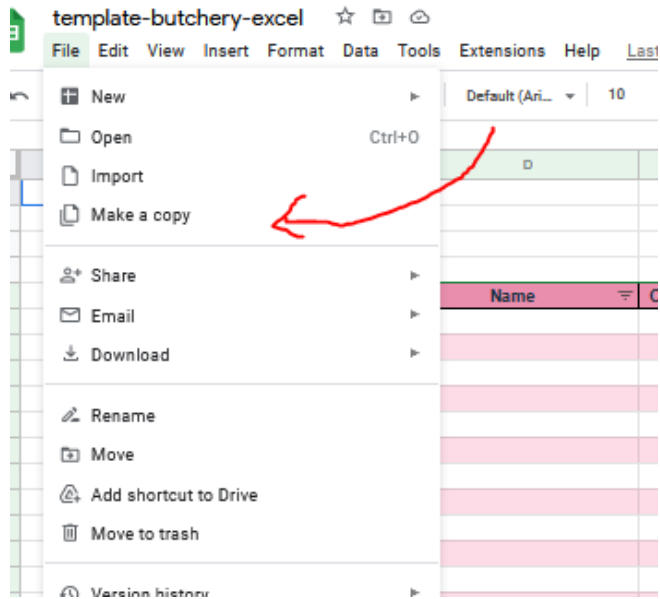 template-butchery-excel
File Edit View Insert Format Data Tools Extensions Help Last
New Default (Ari... 10
Open Ctrl+O
D
Import
Make a copy
Share
Name
Email
Download
Rename
Move
Add shortcut to Drive
Move to trash
Version history